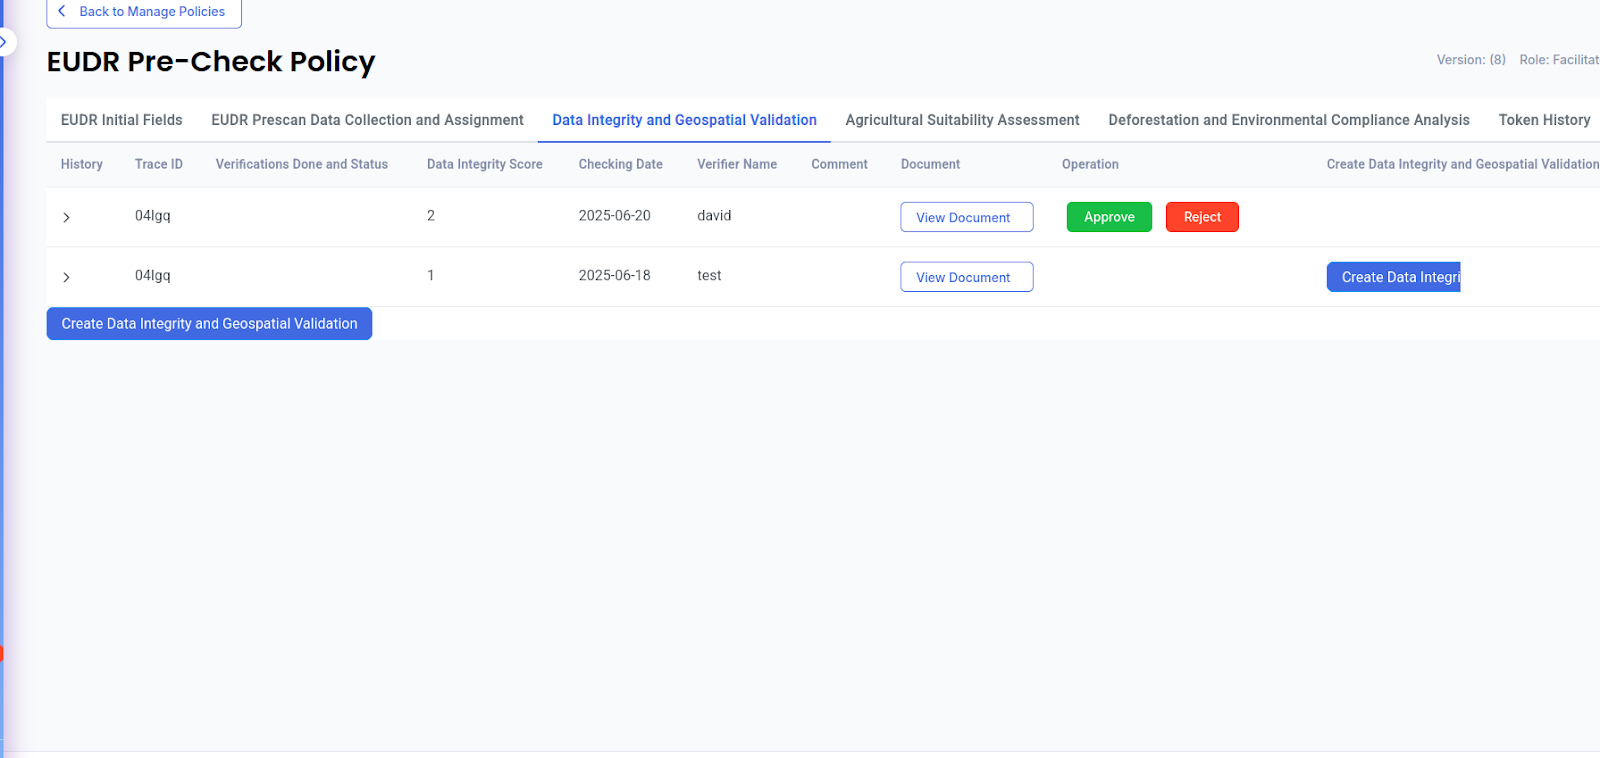 Back to Manage Policies
EUDR Pre-Check Policy
Version: (8) Role: Facilitat
EUDR Initial Fields EUDR Prescan Data Collection and Assignment Data Integrity and Geospatial Validation Agricultural Suitability Assessment Deforestation and Environmental Compliance Analysis Token History
History Trace ID Verifications Done and Status Data Integrity Score Checking Date Verifier Name Comment Document Operation Create Data Integrity and Geospatial Validation
04lgq 2 2025-06-20 david View Document Approve Reject
04lgq 1 2025-06-18 test View Document Create Data Integri
Create Data Integrity and Geospatial Validation